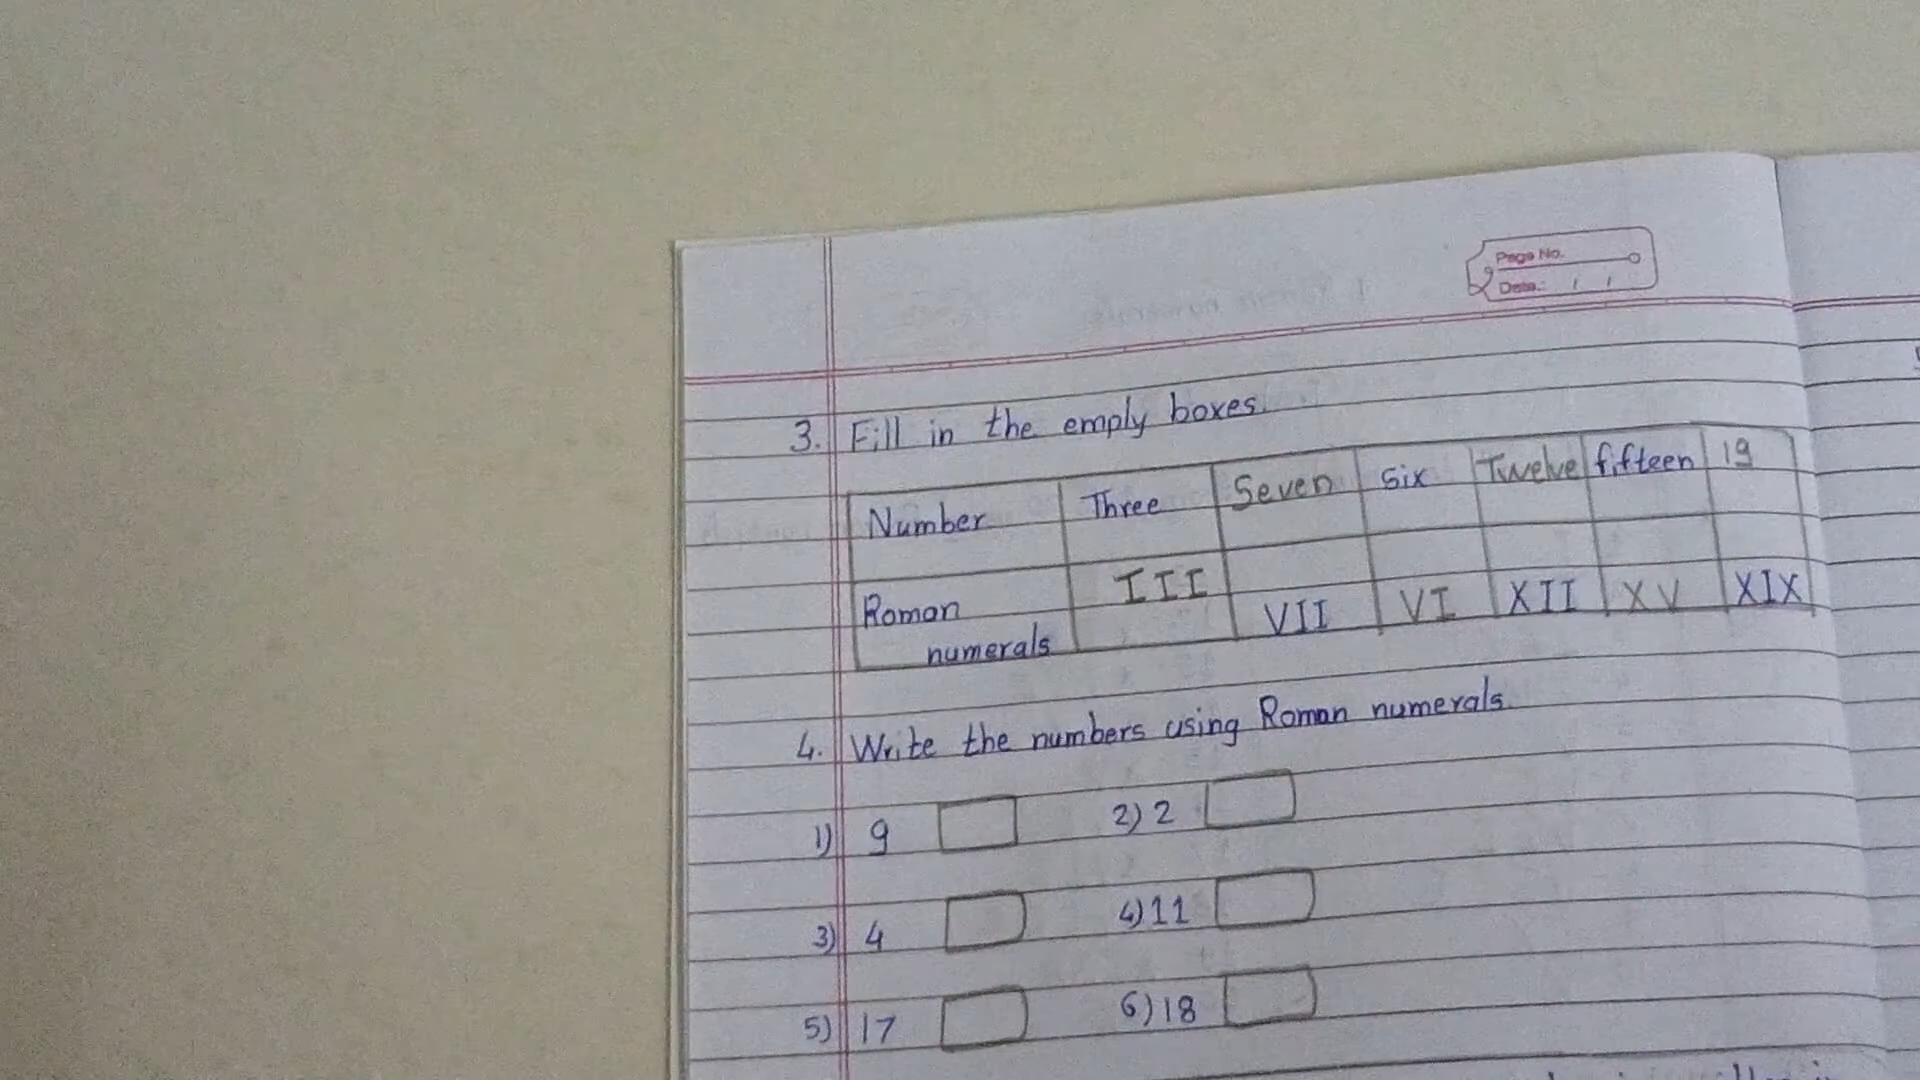 Page No.
Date: / /
3. Fill in the emply boxes.
Number Three Seven Six Twelve fifteen 19
Roman numerals III VII VI XII XV XIX
4. Write the numbers using Roman numerals.
1) 9 2) 2
3) 4 4) 11
5) 17 6) 18